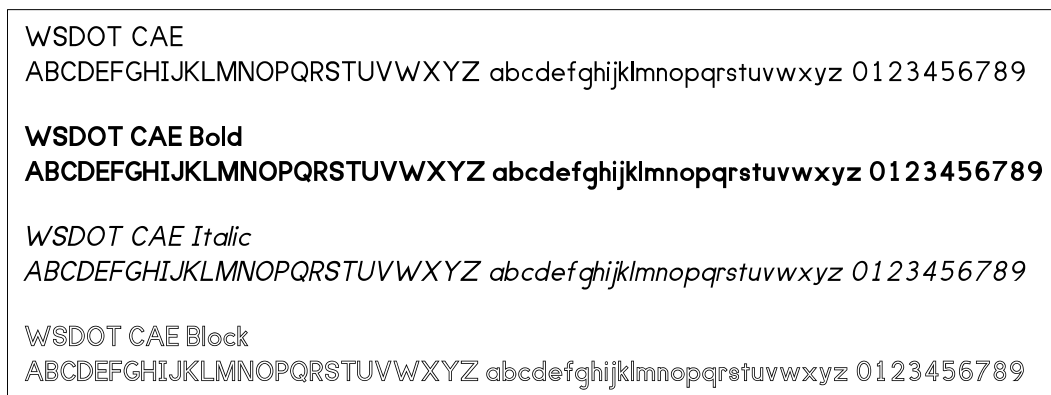 WSDOT CAE
ABCDEFGHIJKLMNOPQRSTUVWXYZ abcdefghijklmnopqrstuvwxyz 0123456789
WSDOT CAE Bold
ABCDEFGHIJKLMNOPQRSTUVWXYZ abcdefghijklmnopqrstuvwxyz 0123456789
WSDOT CAE Italic
ABCDEFGHIJKLMNOPQRSTUVWXYZ abcdefghijklmnopqrstuvwxyz 0123456789
WSDOT CAE Block
ABCDEFGHIJKLMNOPQRSTUVWXYZ abcdefghijklmnopqrstuvwxyz 0123456789